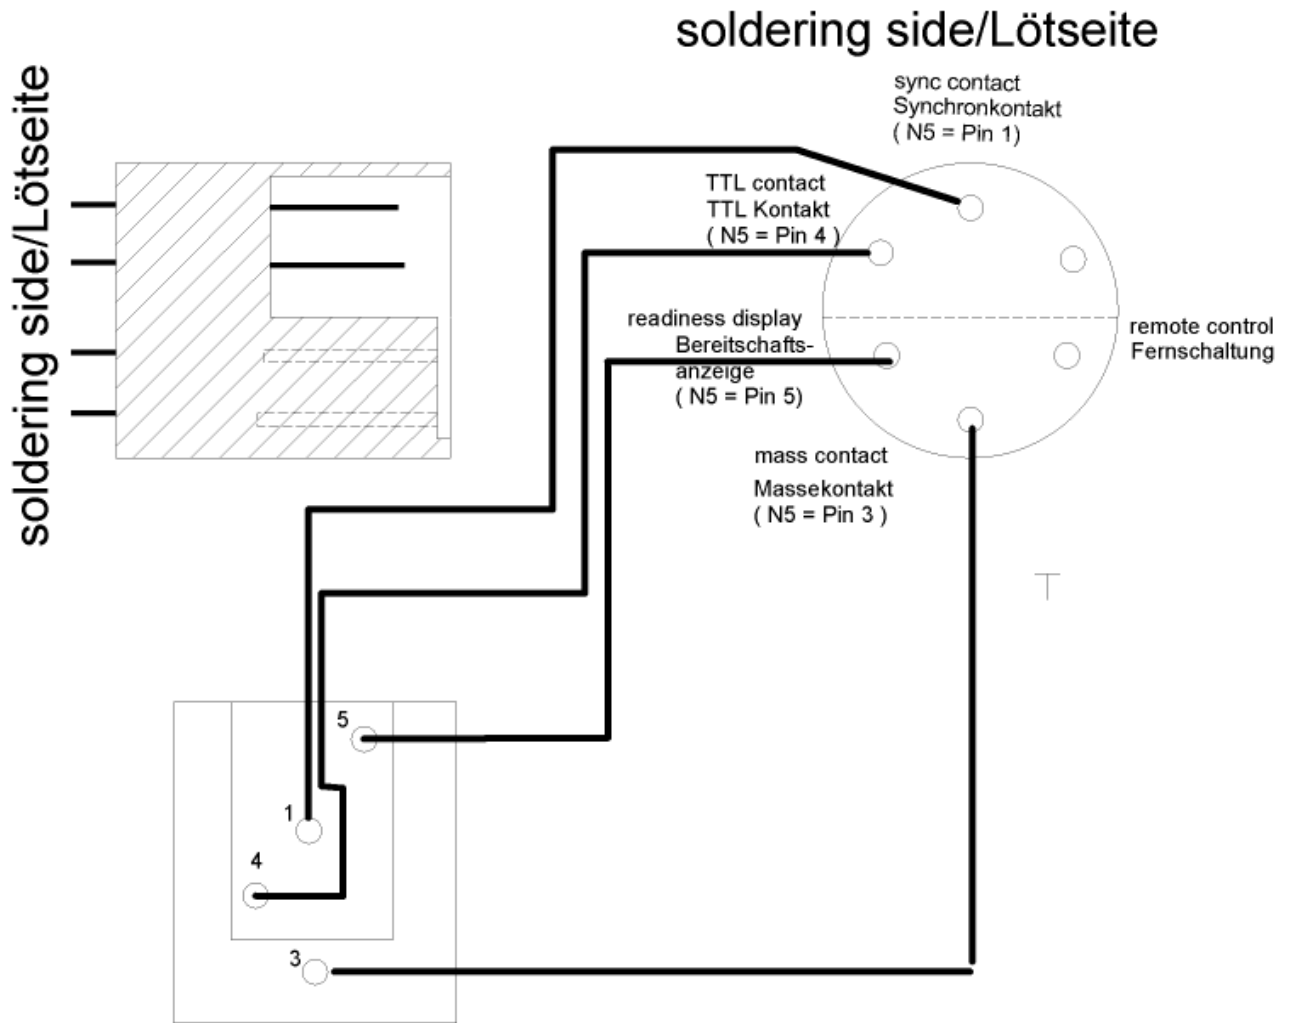 soldering side/Lötseite
soldering side/Lötseite
sync contact
Synchronkontakt
( N5 = Pin 1)
TTL contact
TTL Kontakt
( N5 = Pin 4 )
readiness display
Bereitschafts-
anzeige
( N5 = Pin 5)
remote control
Fernschaltung
mass contact
Massekontakt
( N5 = Pin 3 )
5
1
4
3